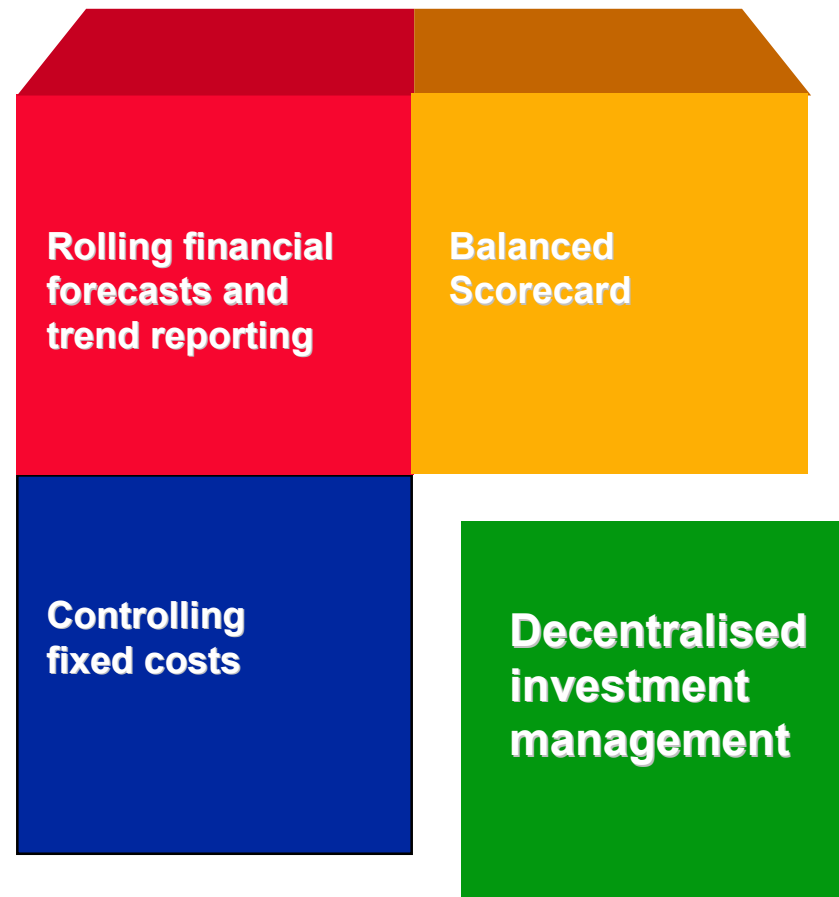 Rolling financial
forecasts and
trend reporting
Balanced
Scorecard
Controlling
fixed costs
Decentralised
investment
management